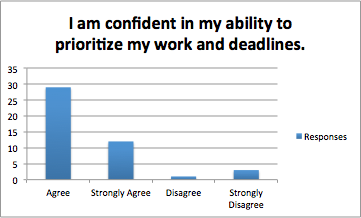 I am confident in my ability to
prioritize my work and deadlines.
35
30
25
20
15
10
5
0
Agree
Strongly Agree
Disagree
Strongly
Disagree
Responses